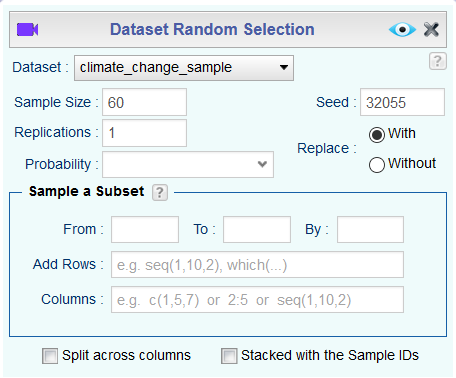 Dataset Random Selection
Dataset : climate_change_sample ?
Sample Size : 60 Seed : 32055
Replications : 1 Replace : With
Probability : Without
Sample a Subset ?
From : To : By :
Add Rows : e.g. seq(1,10,2), which(...)
Columns : e.g. c(1,5,7) or 2:5 or seq(1,10,2)
Split across columns Stacked with the Sample IDs